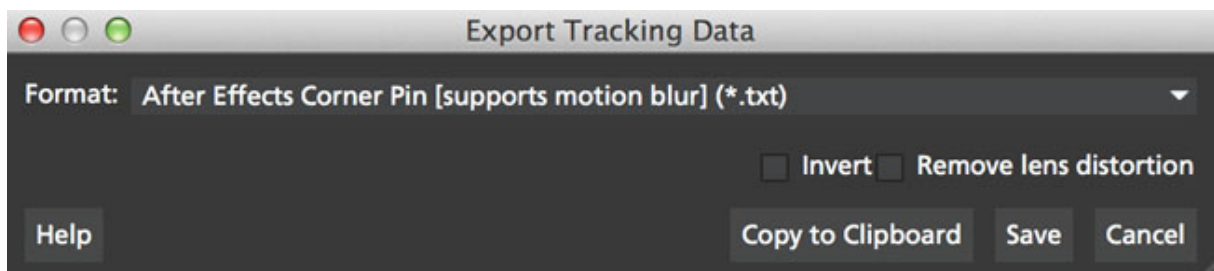 Export Tracking Data
Format: After Effects Corner Pin [supports motion blur] (*.txt)
Invert Remove lens distortion
Help Copy to Clipboard Save Cancel